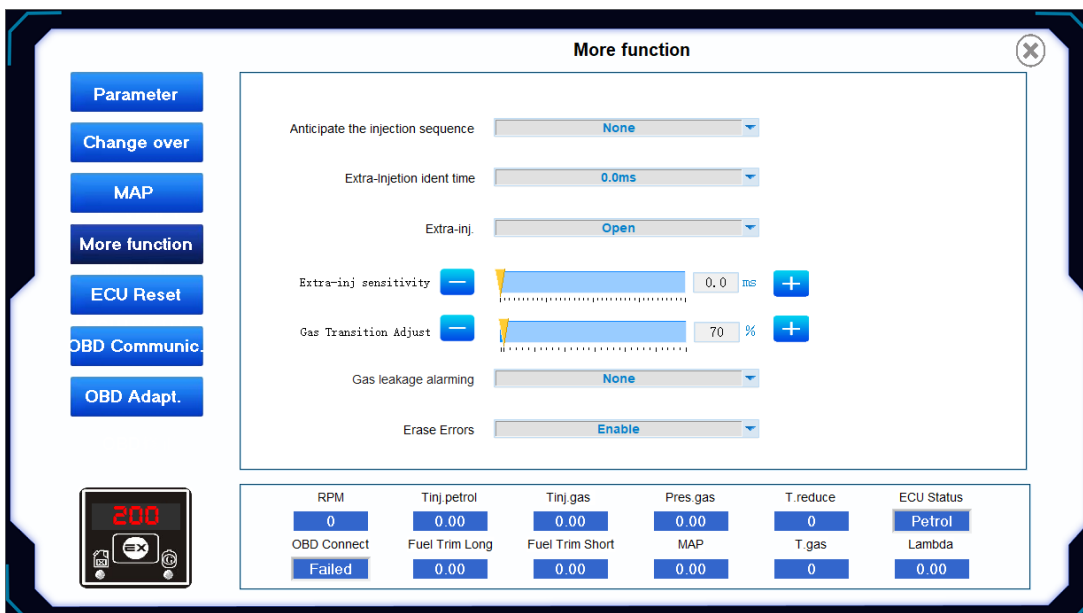 More function
Parameter
Change over
MAP
More function
ECU Reset
OBD Communic.
OBD Adapt.
Anticipate the injection sequence None
Extra-Injetion ident time 0.0ms
Extra-inj. Open
Extra-inj sensitivity 0.0 ms
Gas Transition Adjust 70 %
Gas leakage alarming None
Erase Errors Enable
200
EX
RPM Tinj.petrol Tinj.gas Pres.gas T.reduce ECU Status
0 0.00 0.00 0.00 0 Petrol
OBD Connect Fuel Trim Long Fuel Trim Short MAP T.gas Lambda
Failed 0.00 0.00 0.00 0 0.00